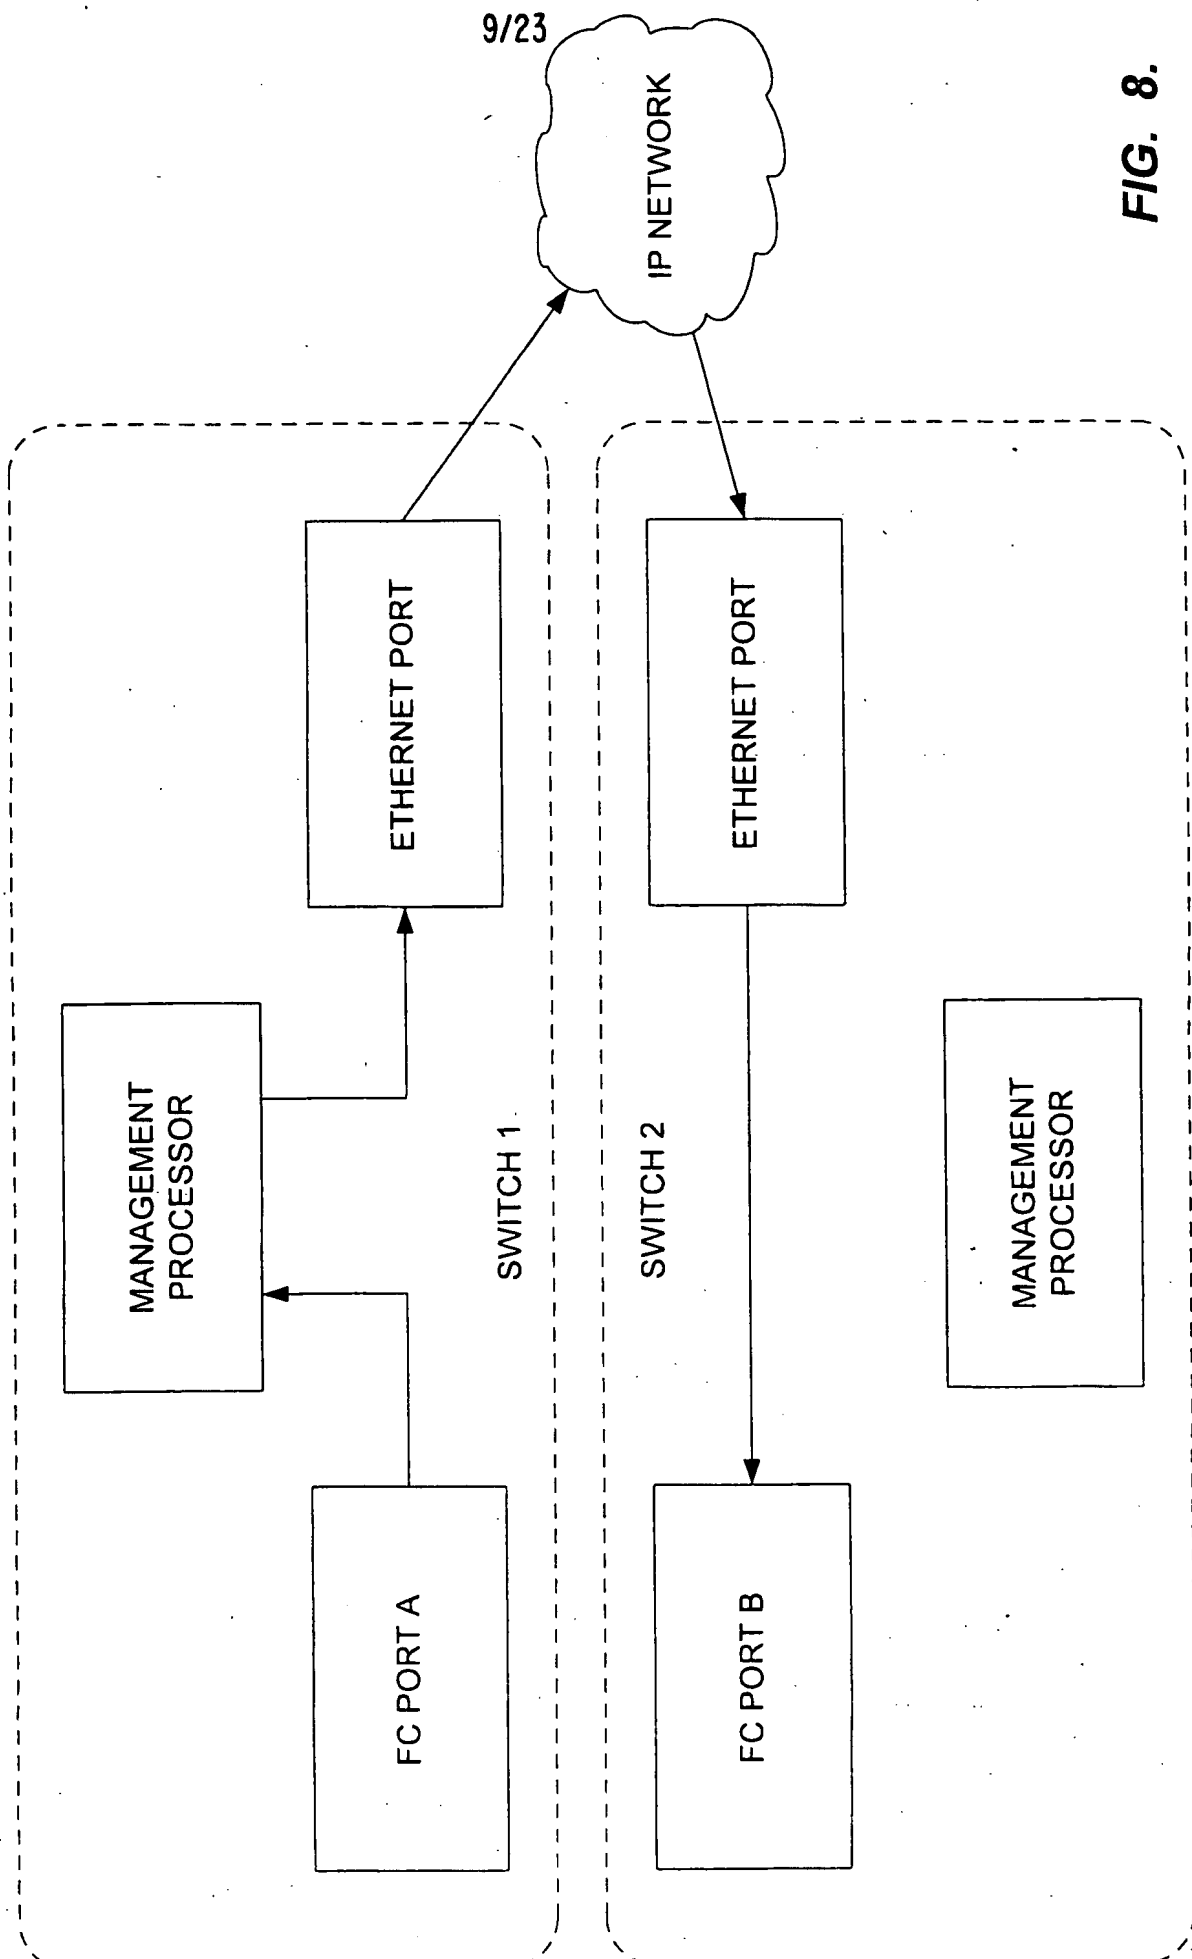 9/23
MANAGEMENT
PROCESSOR
FC PORT A
ETHERNET PORT
SWITCH 1
IP NETWORK
SWITCH 2
FC PORT B
ETHERNET PORT
MANAGEMENT
PROCESSOR
FIG. 8.